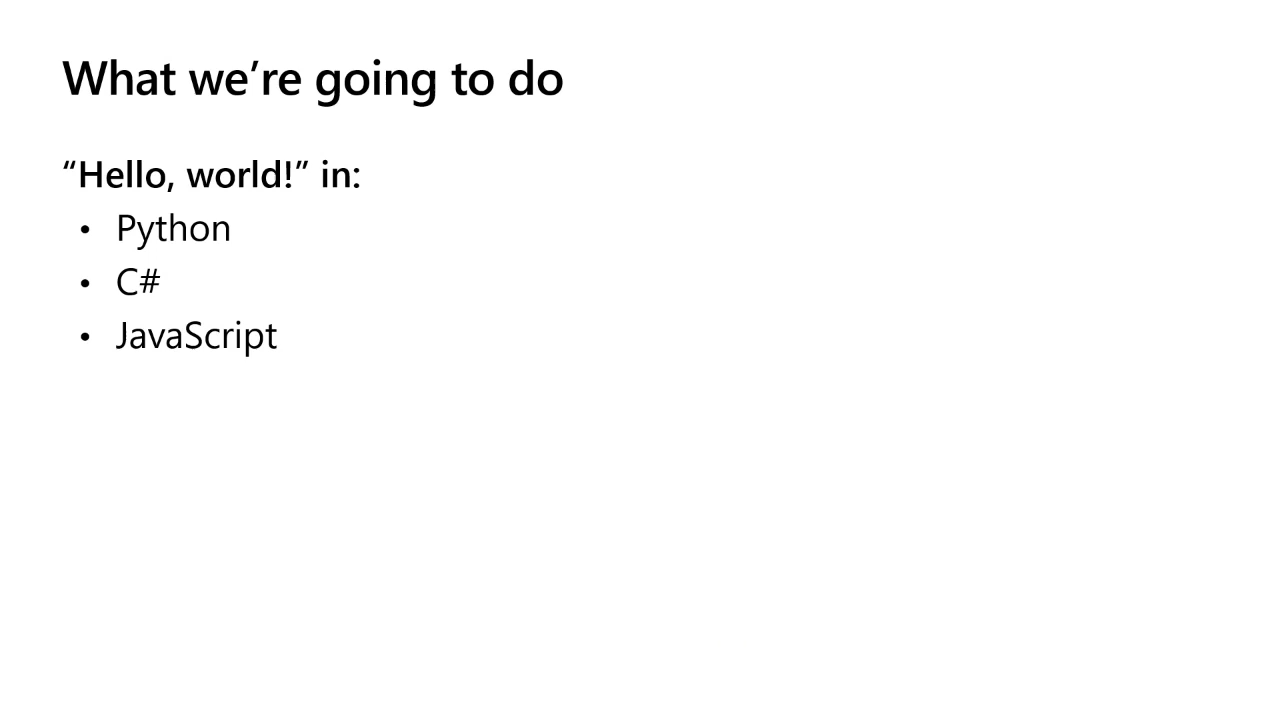 What we’re going to do
“Hello, world!” in:
• Python
• C#
• JavaScript